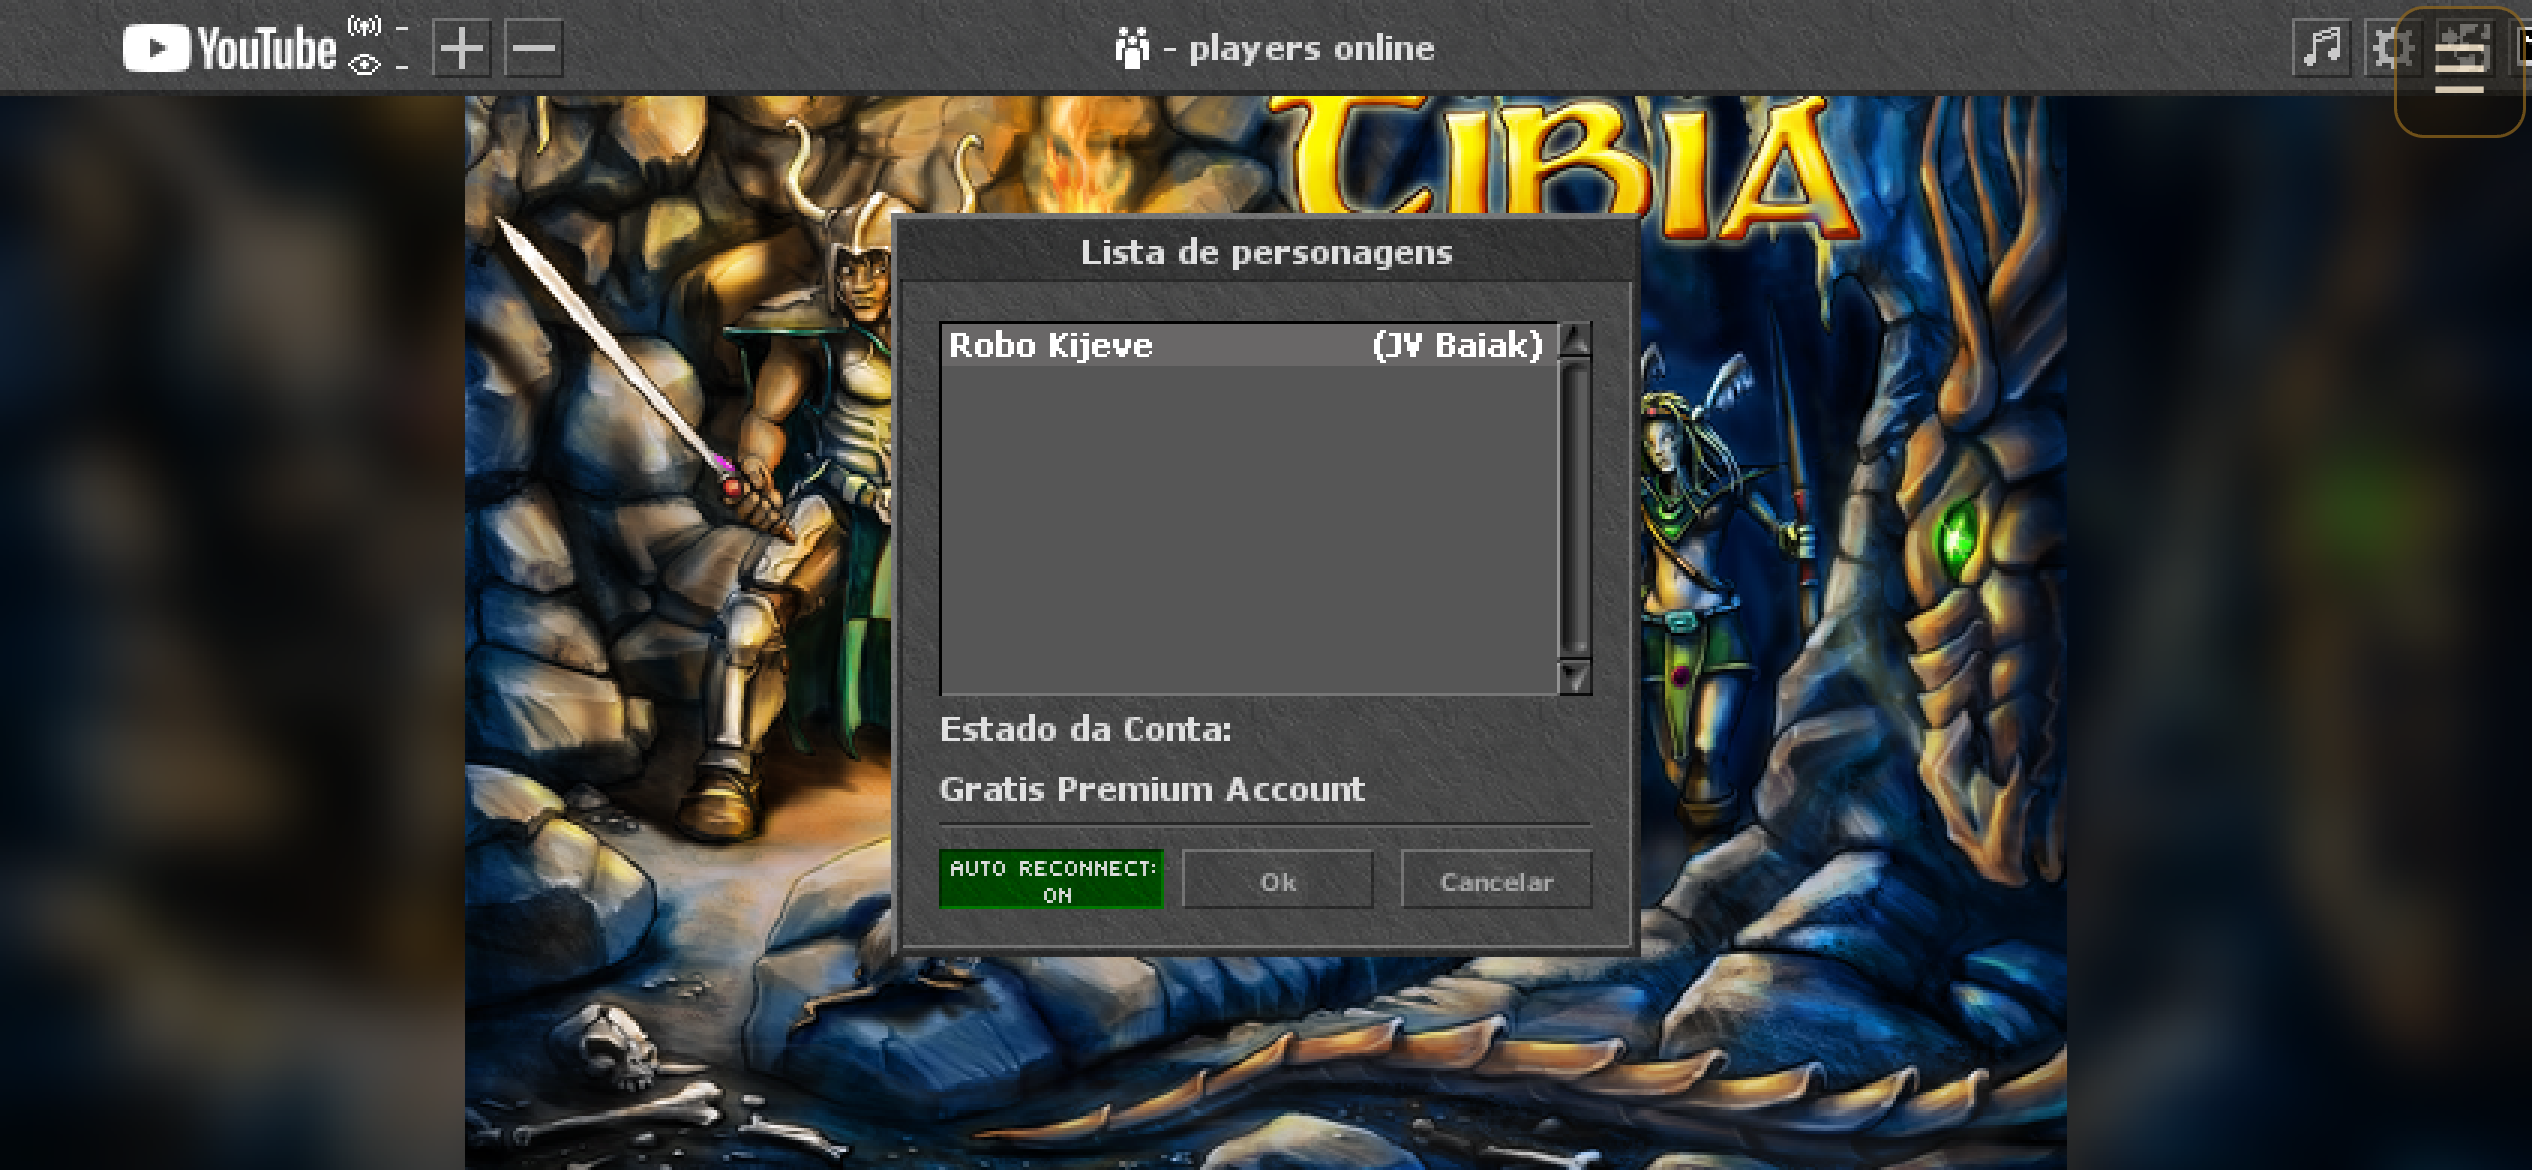 YouTube
-
-
- players online
TIBIA
Lista de personagens
Robo Kijeve (JV Baiak)
Estado da Conta:
Gratis Premium Account
AUTO RECONNECT:
ON
Ok
Cancelar